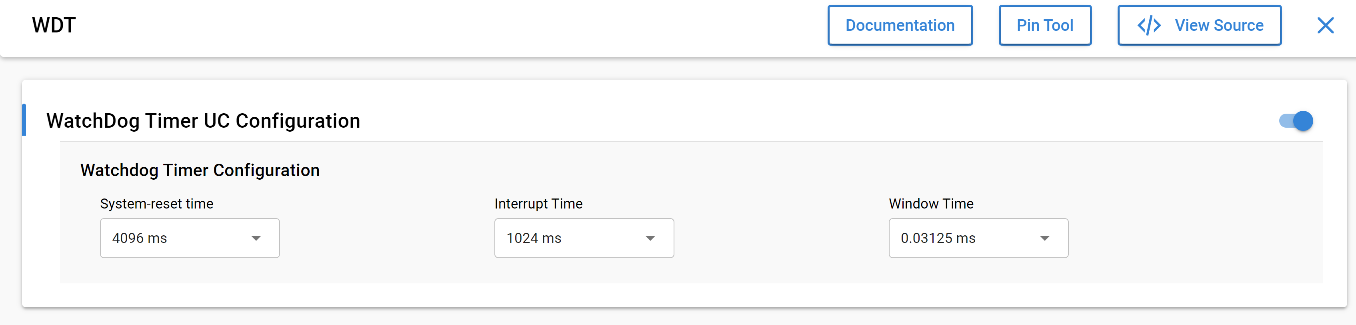 WDT
Documentation
Pin Tool
</> View Source
WatchDog Timer UC Configuration
Watchdog Timer Configuration
System-reset time
Interrupt Time
Window Time
4096 ms
1024 ms
0.03125 ms